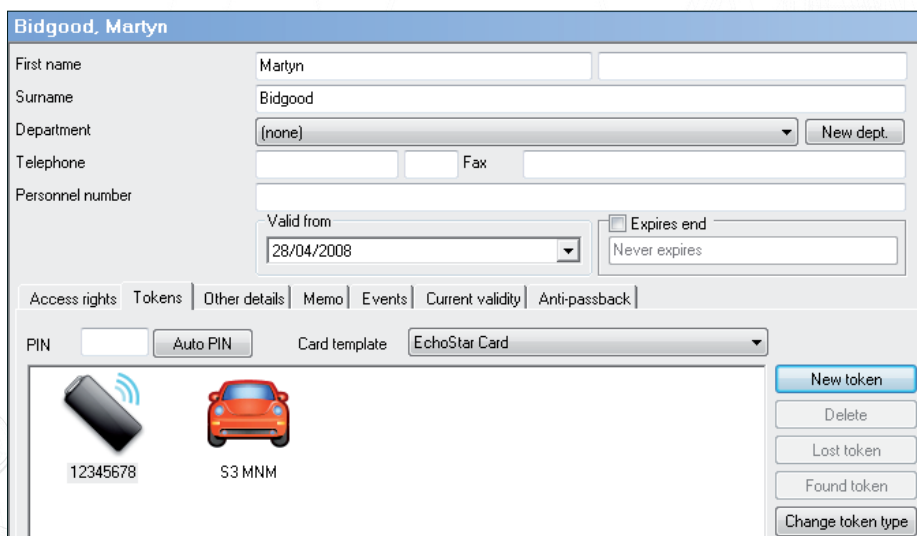 Bidgood, Martyn
First name Martyn
Surname Bidgood
Department (none) New dept.
Telephone Fax
Personnel number
Valid from Expires end
28/04/2008 Never expires
Access rights Tokens Other details Memo Events Current validity Anti-passback
PIN Auto PIN Card template EchoStar Card
New token
Delete
Lost token
12345678 S3 MNM
Found token
Change token type